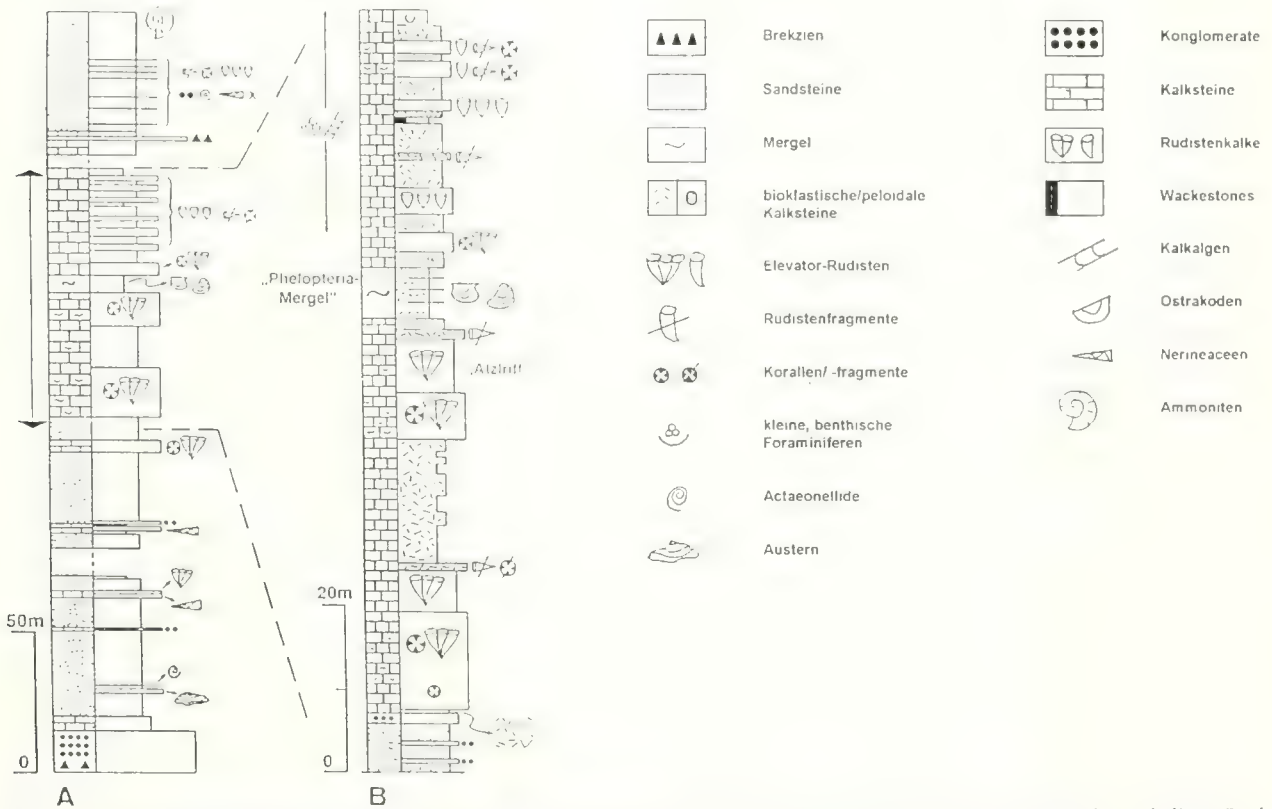 50m
0
A
„Phelopteria-
Mergel"
20m
0
B
„Atzlriff
Brekzien
Sandsteine
Mergel
bioklastische/peloidale
Kalksteine
Elevator-Rudisten
Rudistenfragmente
Korallen/ -fragmente
kleine, benthische
Foraminiferen
Actaeonellide
Austern
Konglomerate
Kalksteine
Rudistenkalke
Wackestones
Kalkalgen
Ostrakoden
Nerineaceen
Ammoniten